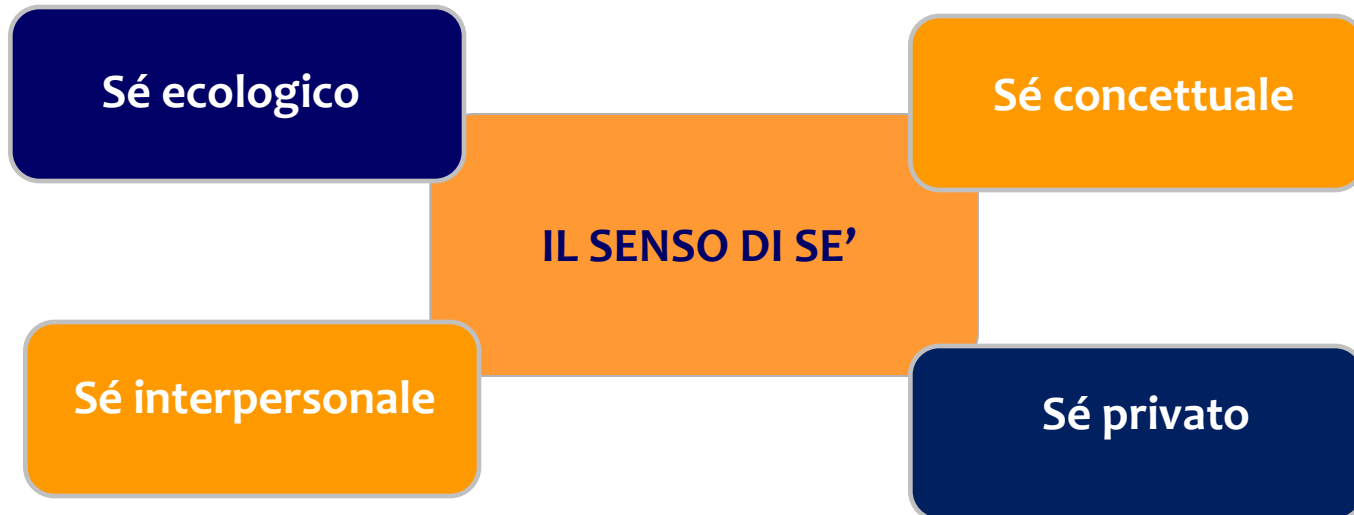 Sé ecologico
Sé concettuale
IL SENSO DI SE’
Sé interpersonale
Sé privato